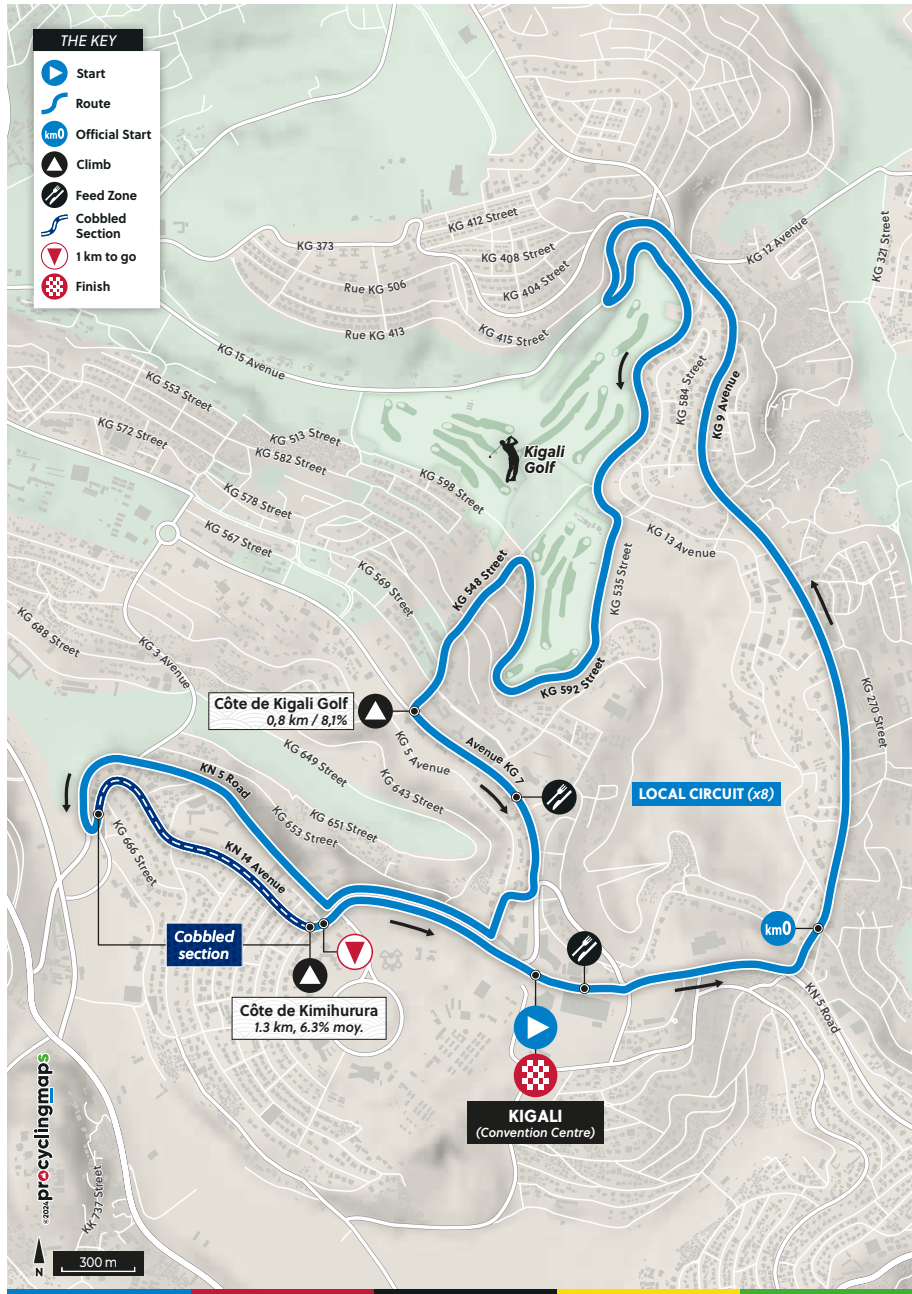 THE KEY
Start
Route
km0
Official Start
Climb
Feed Zone
Cobbled
Section
1 km to go
Finish
KG 412 Street
KG 373
KG 408 Street
KG 12 Avenue
KG 321 Street
Rue KG 506
KG 404 Street
Rue KG 413
KG 415 Street
KG 15 Avenue
KG 553 Street
KG 584 Street
KG 9 Avenue
KG 572 Street
KG 513 Street
KG 582 Street
Kigali
Golf
KG 598 Street
KG 578 Street
KG 567 Street
KG 13 Avenue
KG 569 Street
KG 548 Street
KG 535 Street
KG 688 Street
KG 3 Avenue
KG 592 Street
KG 270 Street
Côte de Kigali Golf
0,8 km / 8,1%
KG 5 Avenue
Avenue KG 7
KG 649 Street
KG 643 Street
KN 5 Road
LOCAL CIRCUIT (x8)
KG 651 Street
KG 653 Street
KG 666 Street
KN 14 Avenue
Cobbled
section
km0
KN 5 Road
Côte de Kimihurura
1.3 km, 6.3% moy.
KIGALI
(Convention Centre)
©2024 procyclingmaps
KK 737 Street
N
300 m